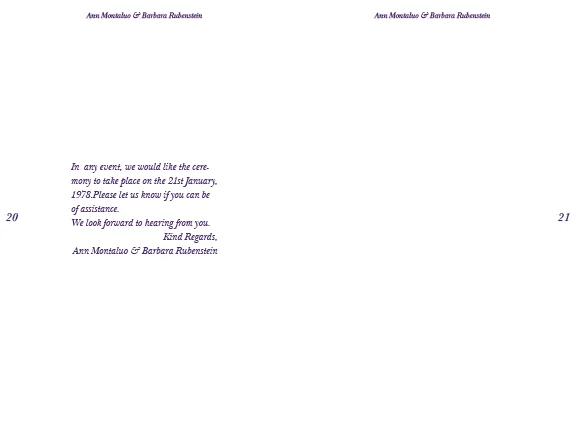 Ann Montaluo & Barbara Rubenstein
In any event, we would like the cere-
mony to take place on the 21st January,
1978.Please let us know if you can be
of assistance.
We look forward to hearing from you.
Kind Regards,
Ann Montaluo & Barbara Rubenstein
20
Ann Montaluo & Barbara Rubenstein
21